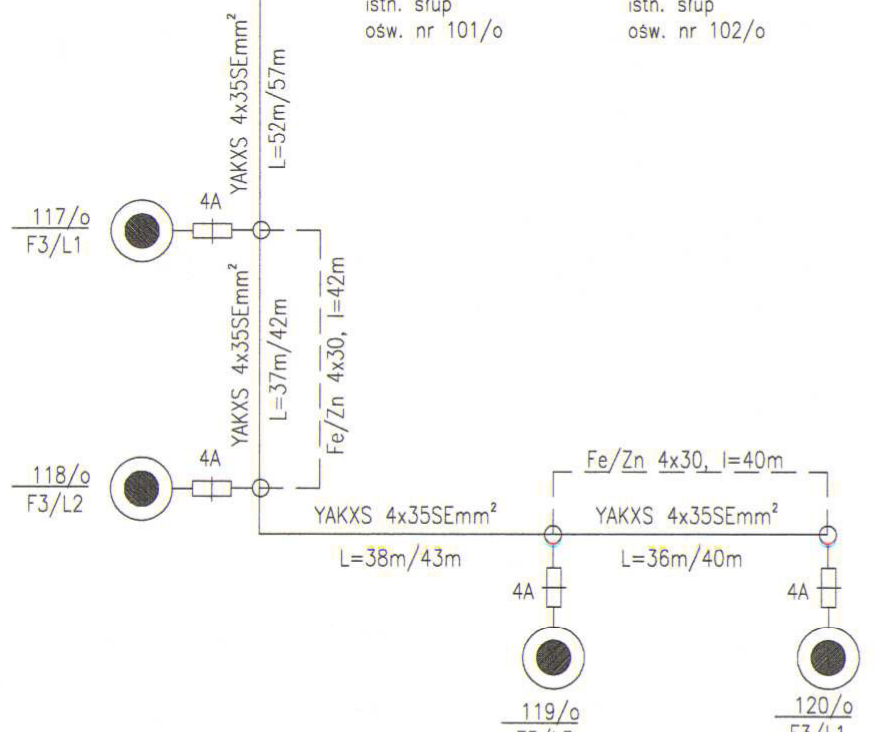 istn. słup
ośw. nr 101/o
istn. słup
ośw. nr 102/o
YAKXS 4x35SEmm²
L=52m/57m
4A
117/o
F3/L1
YAKXS 4x35SEmm²
L=37m/42m
Fe/Zn 4x30, l=42m
4A
118/o
F3/L2
Fe/Zn 4x30, l=40m
YAKXS 4x35SEmm²
L=38m/43m
YAKXS 4x35SEmm²
L=36m/40m
4A
4A
119/o
120/o
F3/L1